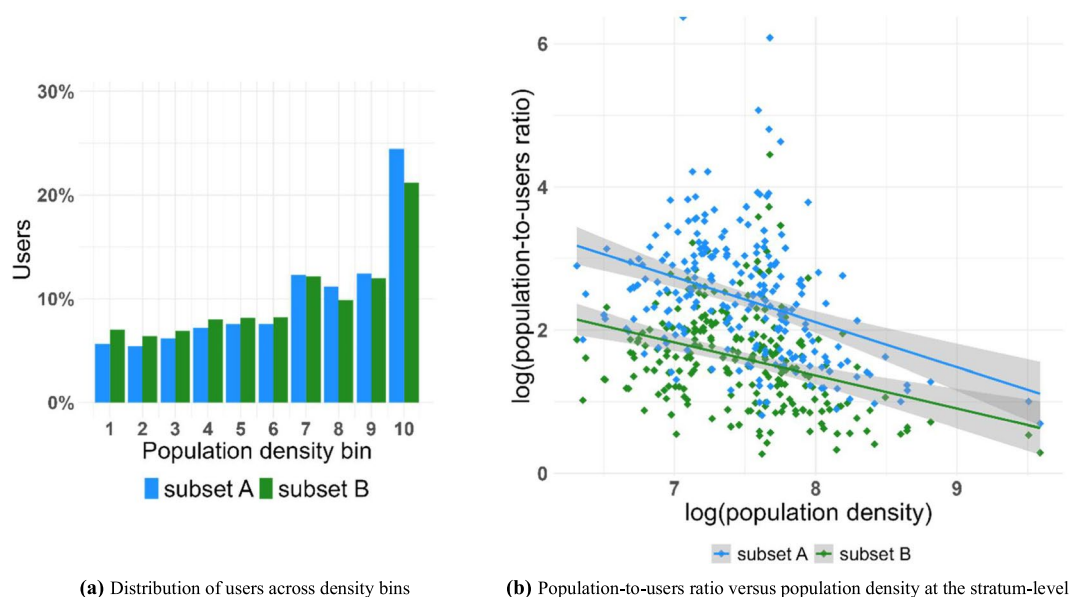 30%
20%
10%
0%
Users
1 2 3 4 5 6 7 8 9 10
Population density bin
subset A subset B
(a) Distribution of users across density bins
6
4
2
0
log(population-to-users ratio)
7 8 9
log(population density)
subset A subset B
(b) Population-to-users ratio versus population density at the stratum-level